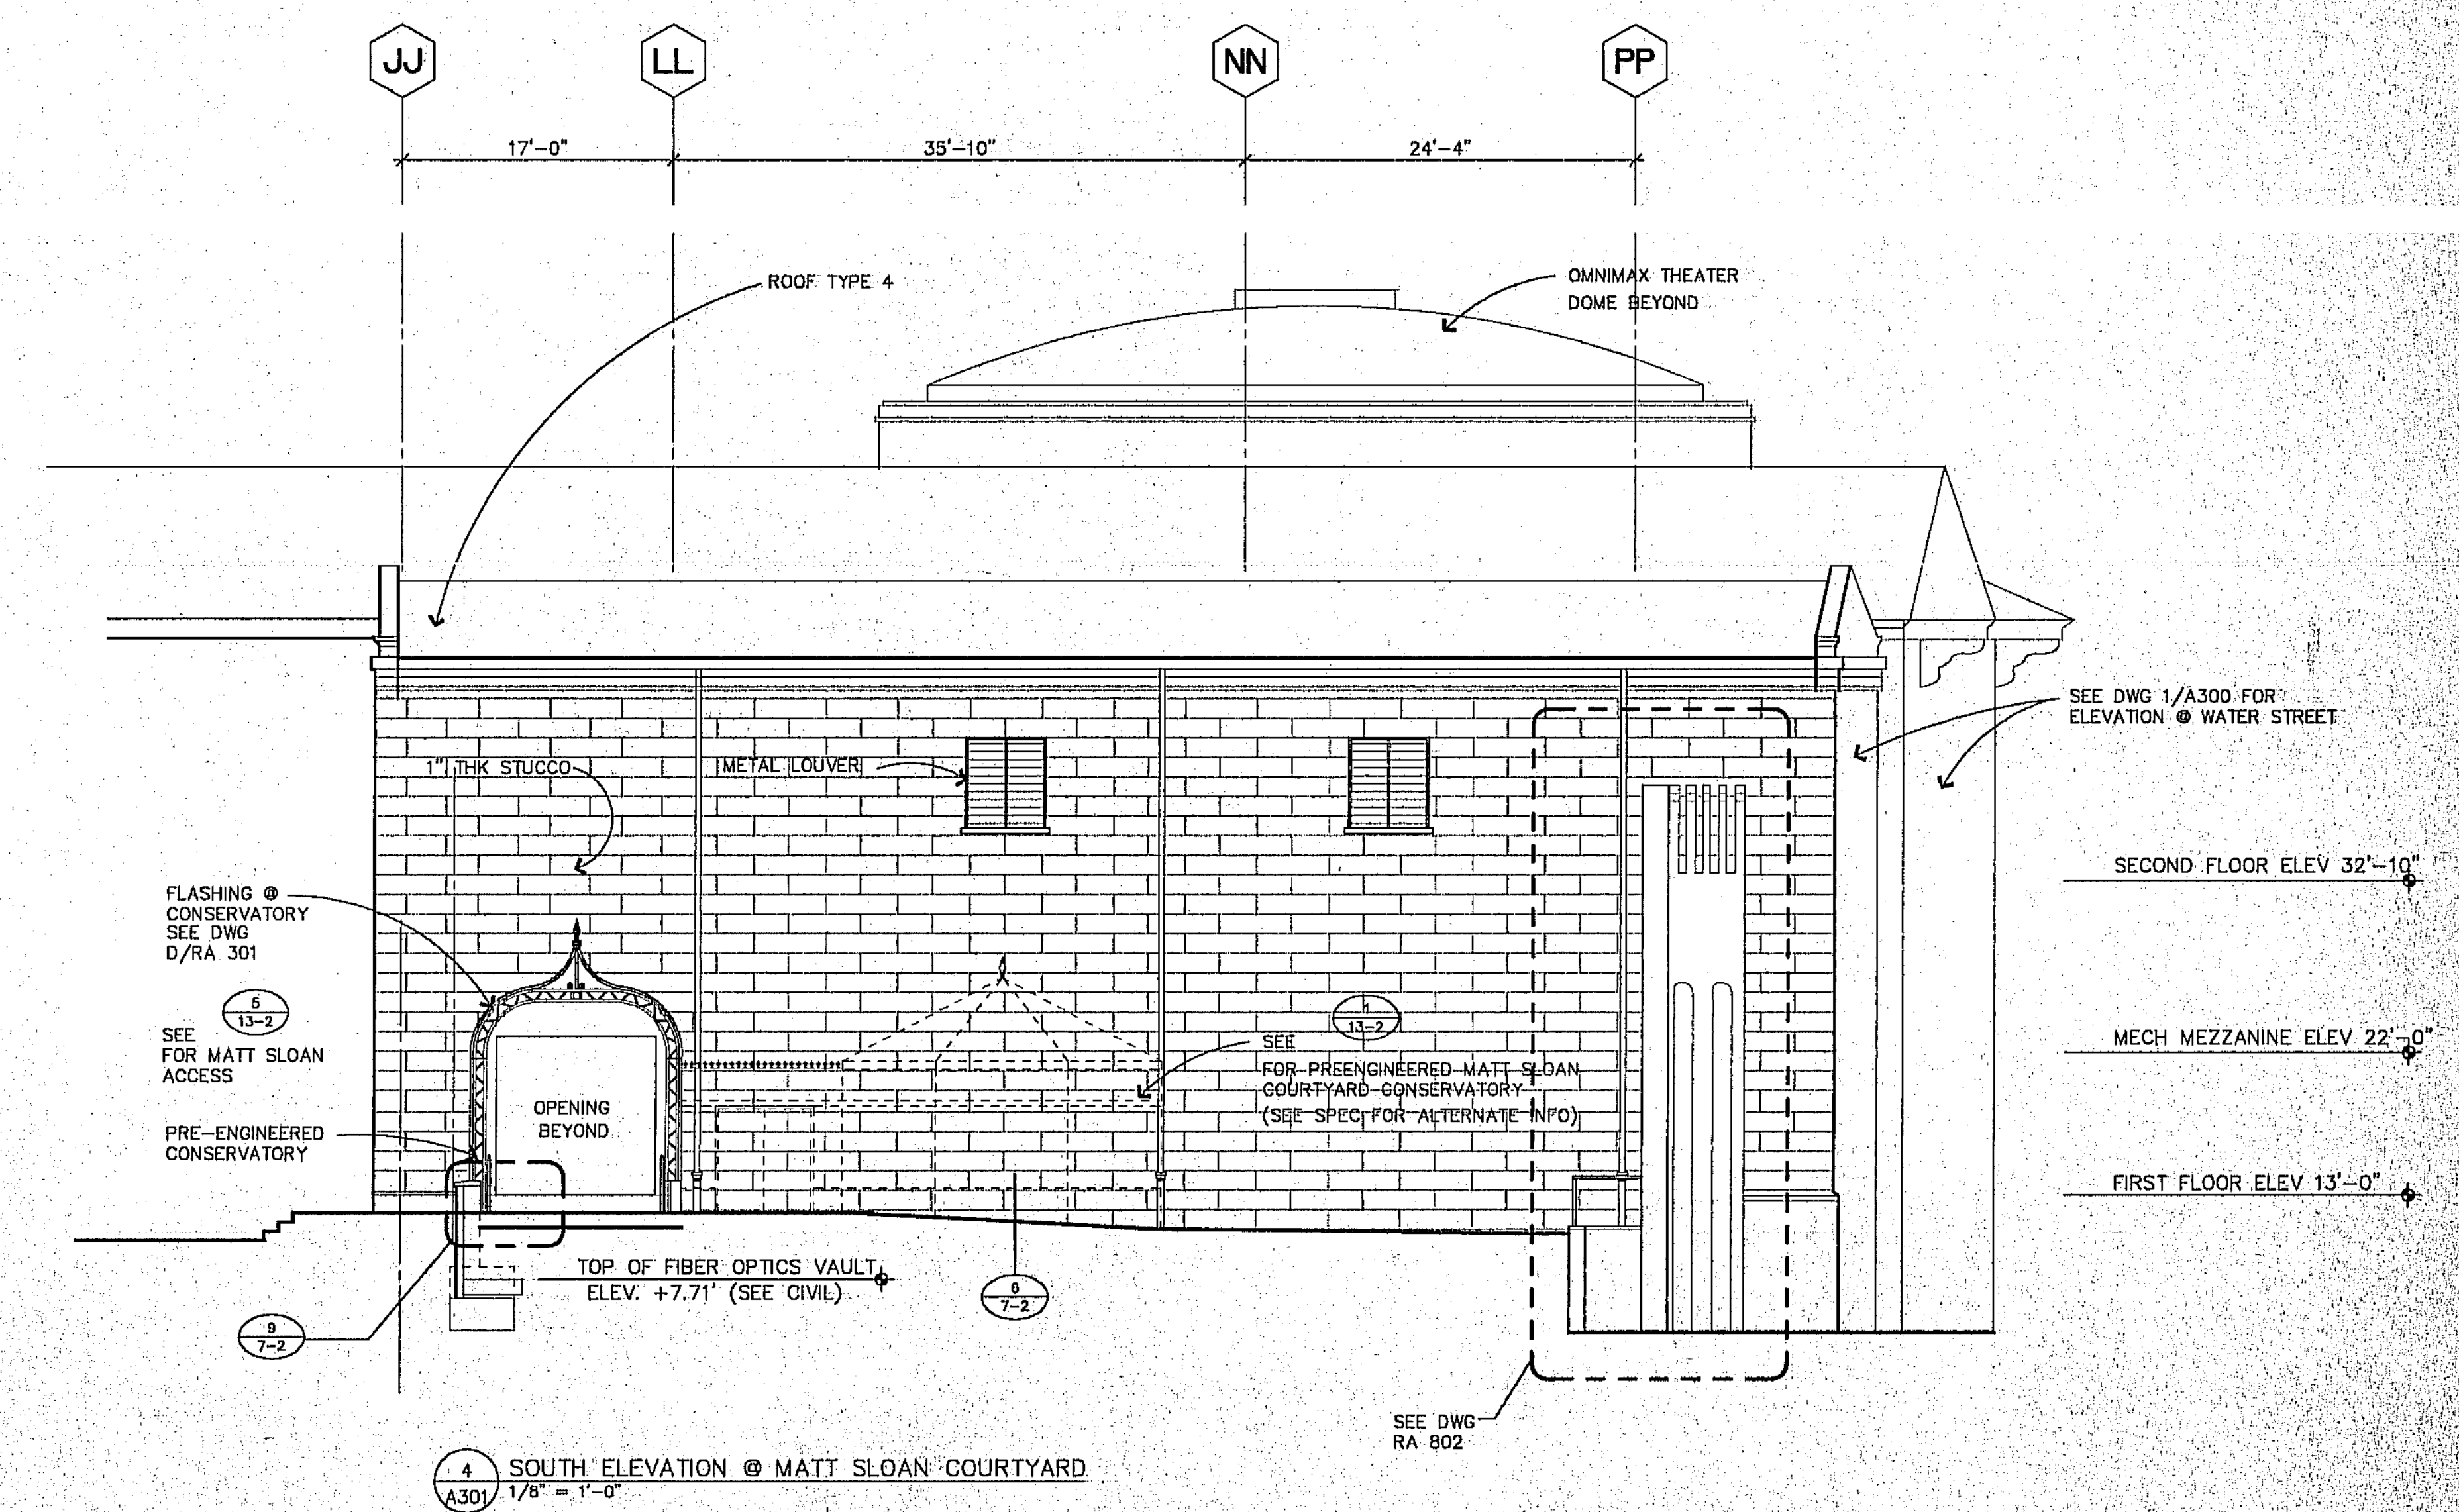 JJ
LL
NN
PP
17'-0"
35'-10"
24'-4"
ROOF TYPE 4
OMNIMAX THEATER
DOME BEYOND
SEE DWG 1/A300 FOR
ELEVATION @ WATER STREET
1" THK STUCCO
METAL LOUVER
SECOND FLOOR ELEV 32'-10"
FLASHING @
CONSERVATORY
SEE DWG
D/RA 301
5
13-2
SEE
FOR MATT SLOAN
ACCESS
1
13-2
SEE
FOR PREENGINEERED MATT SLOAN
COURTYARD CONSERVATORY
(SEE SPEC FOR ALTERNATE INFO)
MECH MEZZANINE ELEV 22'-0"
OPENING
BEYOND
PRE-ENGINEERED
CONSERVATORY
FIRST FLOOR ELEV 13'-0"
TOP OF FIBER OPTICS VAULT
ELEV. +7.71' (SEE CIVIL)
7-2
9
7-2
SEE DWG
RA 802
4
A301
SOUTH ELEVATION @ MATT SLOAN COURTYARD
1/8" = 1'-0"